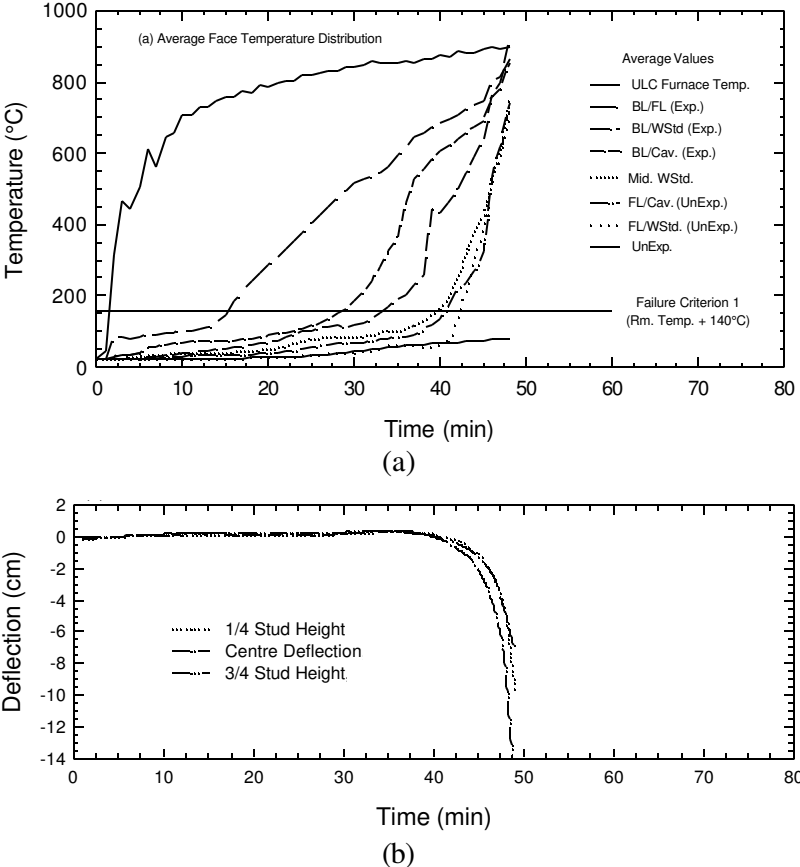 1000
800
600
400
200
0
Temperature (°C)
(a) Average Face Temperature Distribution
Average Values
ULC Furnace Temp.
BL/FL (Exp.)
BL/WStd (Exp.)
BL/Cav. (Exp.)
Mid. WStd.
FL/Cav. (UnExp.)
FL/WStd. (UnExp.)
UnExp.
Failure Criterion 1
(Rm. Temp. + 140°C)
0 10 20 30 40 50 60 70 80
Time (min)
(a)
2
0
-2
-4
-6
-8
-10
-12
-14
Deflection (cm)
1/4 Stud Height
Centre Deflection
3/4 Stud Height
0 10 20 30 40 50 60 70 80
Time (min)
(b)